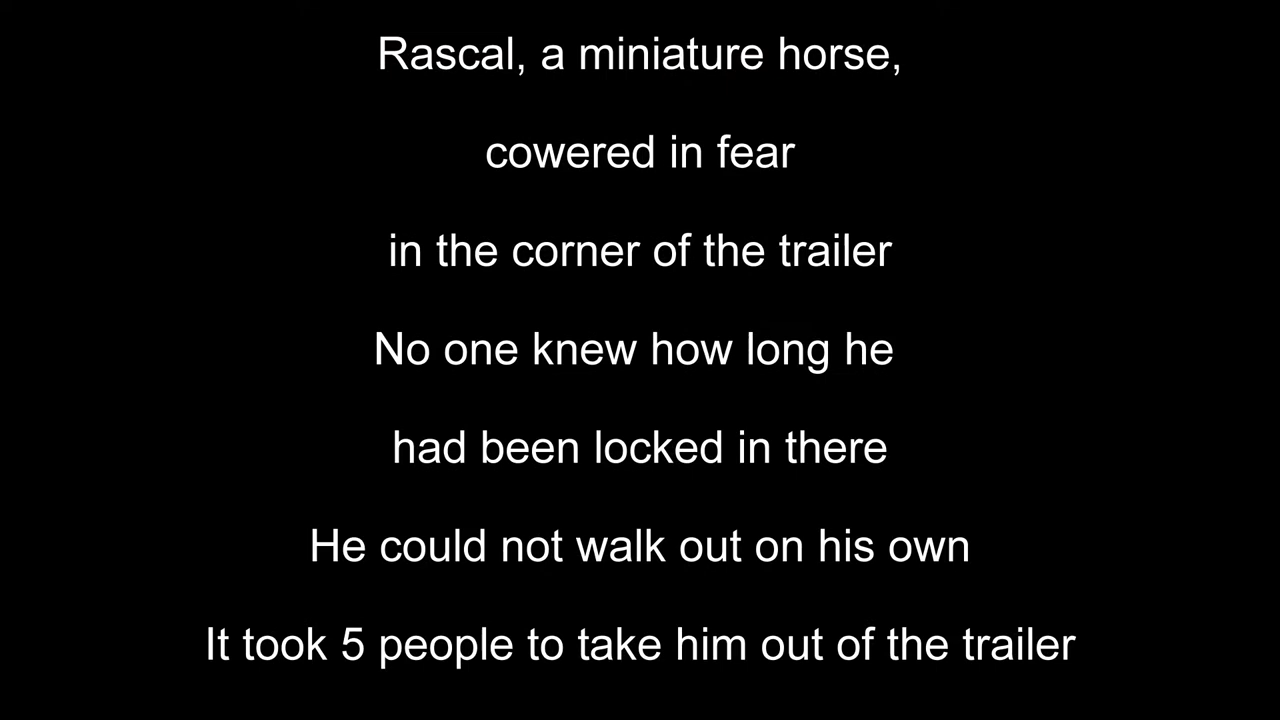 Rascal, a miniature horse,
cowered in fear
in the corner of the trailer
No one knew how long he
had been locked in there
He could not walk out on his own
It took 5 people to take him out of the trailer